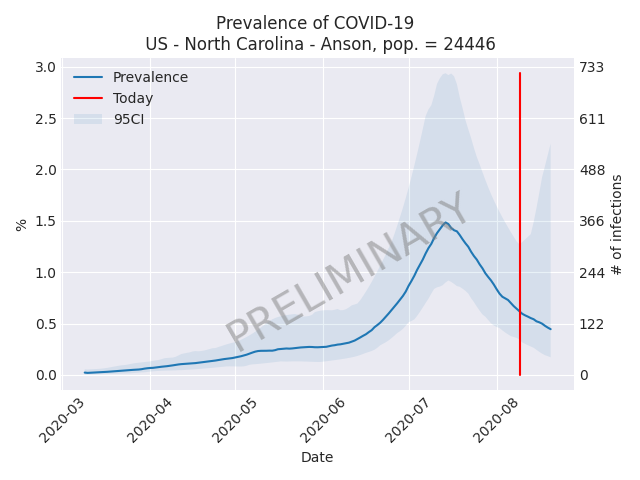 Prevalence of COVID-19
US - North Carolina - Anson, pop. = 24446
Prevalence
Today
95CI
3.0
2.5
2.0
1.5
1.0
0.5
0.0
%
733
611
488
366
244
122
0
# of infections
PRELIMINARY
2020-03
2020-04
2020-05
2020-06
2020-07
2020-08
Date